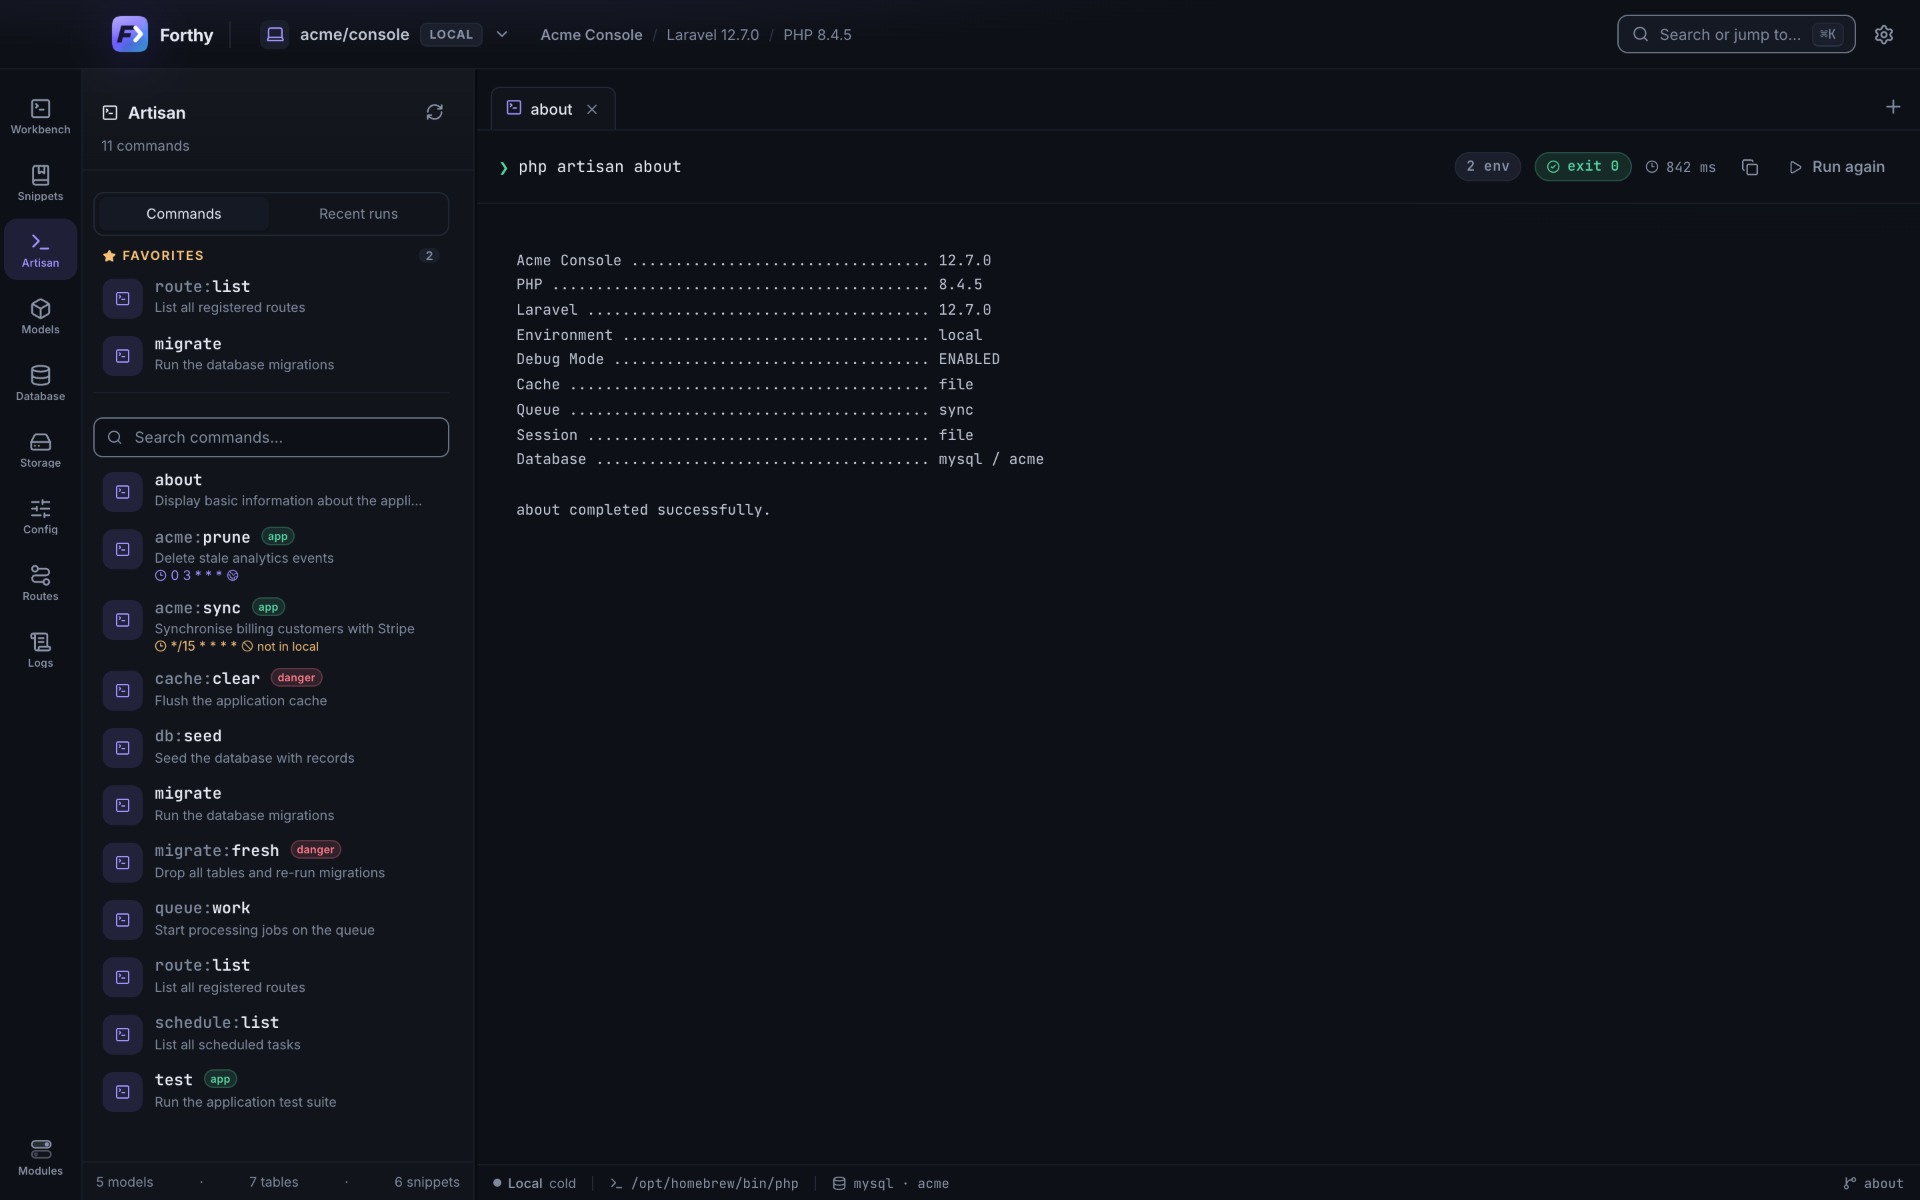 Forthy
acme/console LOCAL
Acme Console / Laravel 12.7.0 / PHP 8.4.5
Search or jump to... ⌘K
Workbench
Snippets
Artisan
Models
Database
Storage
Config
Routes
Logs
Modules
Artisan
11 commands
Commands Recent runs
FAVORITES 2
route:list
List all registered routes
migrate
Run the database migrations
Search commands...
about
Display basic information about the appli...
acme:prune app
Delete stale analytics events
0 3 * * *
acme:sync app
Synchronise billing customers with Stripe
*/15 * * * * not in local
cache:clear danger
Flush the application cache
db:seed
Seed the database with records
migrate
Run the database migrations
migrate:fresh danger
Drop all tables and re-run migrations
queue:work
Start processing jobs on the queue
route:list
List all registered routes
schedule:list
List all scheduled tasks
test app
Run the application test suite
5 models · 7 tables · 6 snippets
about
❯ php artisan about
2 env exit 0 842 ms Run again
Acme Console .................................. 12.7.0
PHP ........................................... 8.4.5
Laravel ....................................... 12.7.0
Environment ................................... local
Debug Mode .................................... ENABLED
Cache ......................................... file
Queue ......................................... sync
Session ....................................... file
Database ...................................... mysql / acme
about completed successfully.
Local cold /opt/homebrew/bin/php mysql · acme
about